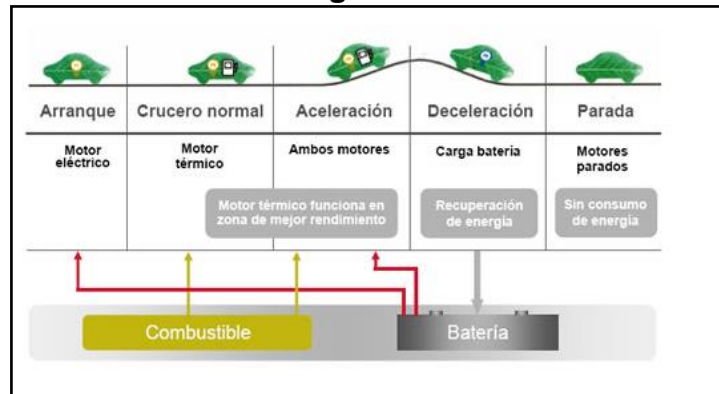 Arranque
Crucero normal
Aceleración
Deceleración
Parada
Motor
eléctrico
Motor
térmico
Ambos motores
Carga batería
Motores
parados
Motor térmico funciona en
zona de mejor rendimiento
Recuperación
de energía
Sin consumo
de energía
Combustible
Batería